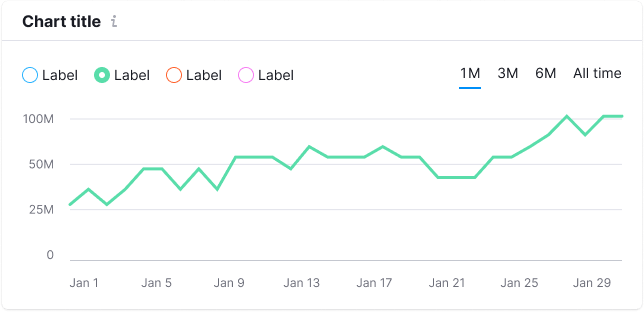 Chart title i
Label Label Label Label 1M 3M 6M All time
100M
50M
25M
0
Jan 1 Jan 5 Jan 9 Jan 13 Jan 17 Jan 21 Jan 25 Jan 29